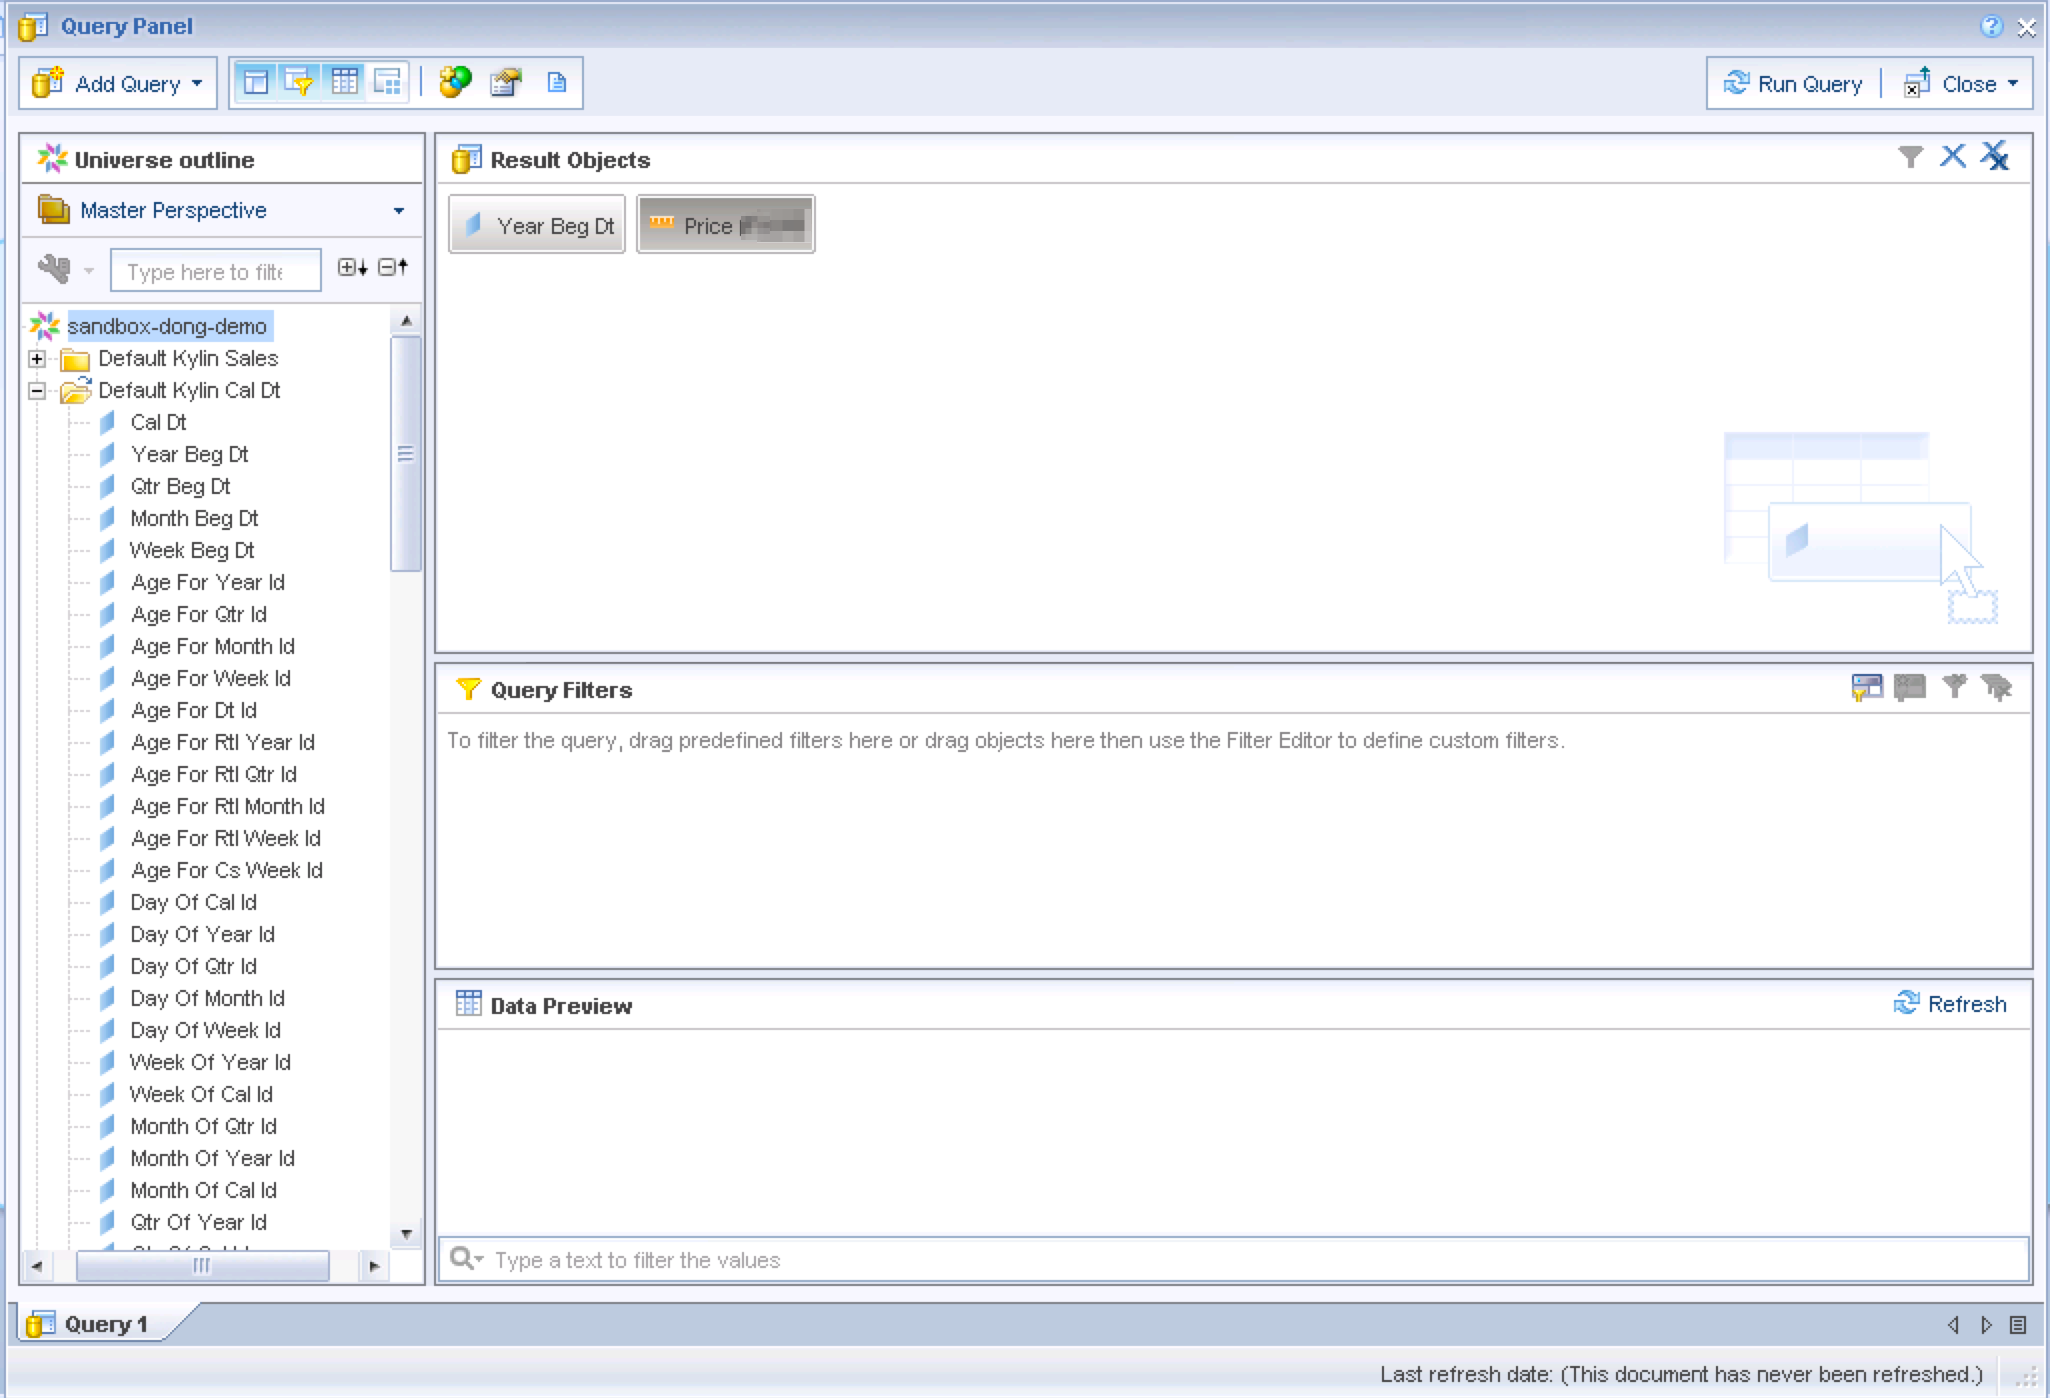 Query Panel
Add Query
Run Query
Close
Universe outline
Master Perspective
Type here to filte
sandbox-dong-demo
Default Kylin Sales
Default Kylin Cal Dt
Cal Dt
Year Beg Dt
Qtr Beg Dt
Month Beg Dt
Week Beg Dt
Age For Year Id
Age For Qtr Id
Age For Month Id
Age For Week Id
Age For Dt Id
Age For Rtl Year Id
Age For Rtl Qtr Id
Age For Rtl Month Id
Age For Rtl Week Id
Age For Cs Week Id
Day Of Cal Id
Day Of Year Id
Day Of Qtr Id
Day Of Month Id
Day Of Week Id
Week Of Year Id
Week Of Cal Id
Month Of Qtr Id
Month Of Year Id
Month Of Cal Id
Qtr Of Year Id
Result Objects
Year Beg Dt
Price
Query Filters
To filter the query, drag predefined filters here or drag objects here then use the Filter Editor to define custom filters.
Data Preview
Refresh
Type a text to filter the values
Query 1
Last refresh date: (This document has never been refreshed.)